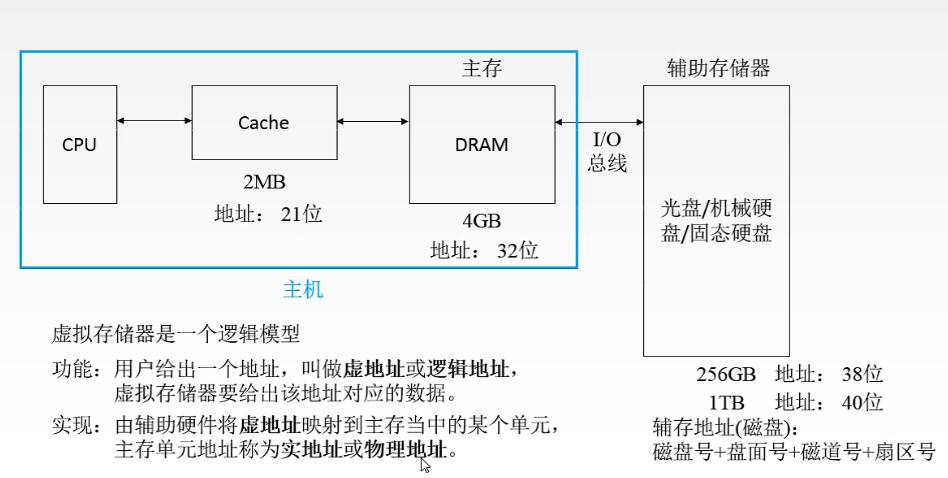 主存
辅助存储器
CPU
Cache
DRAM
I/O
总线
2MB
地址： 21位
4GB
地址： 32位
光盘/机械硬
盘/固态硬盘
主机
虚拟存储器是一个逻辑模型
功能：用户给出一个地址，叫做虚地址或逻辑地址，
虚拟存储器要给出该地址对应的数据。
实现：由辅助硬件将虚地址映射到主存当中的某个单元，
主存单元地址称为实地址或物理地址。
256GB 地址： 38位
1TB 地址： 40位
辅存地址(磁盘)：
磁盘号+盘面号+磁道号+扇区号